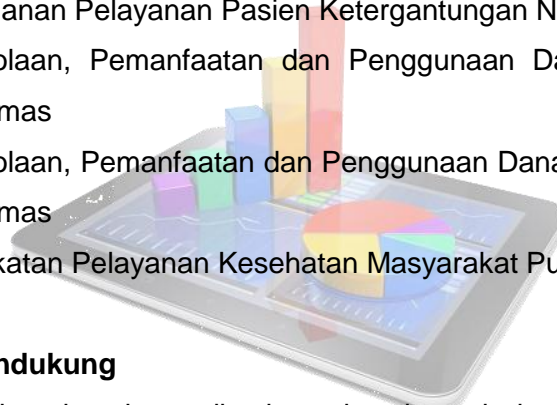 anan Pelayanan Pasien Ketergantungan N
olaan, Pemanfaatan dan Penggunaan Da
mas
olaan, Pemanfaatan dan Penggunaan Dana
mas
katan Pelayanan Kesehatan Masyarakat Pu
ndukung